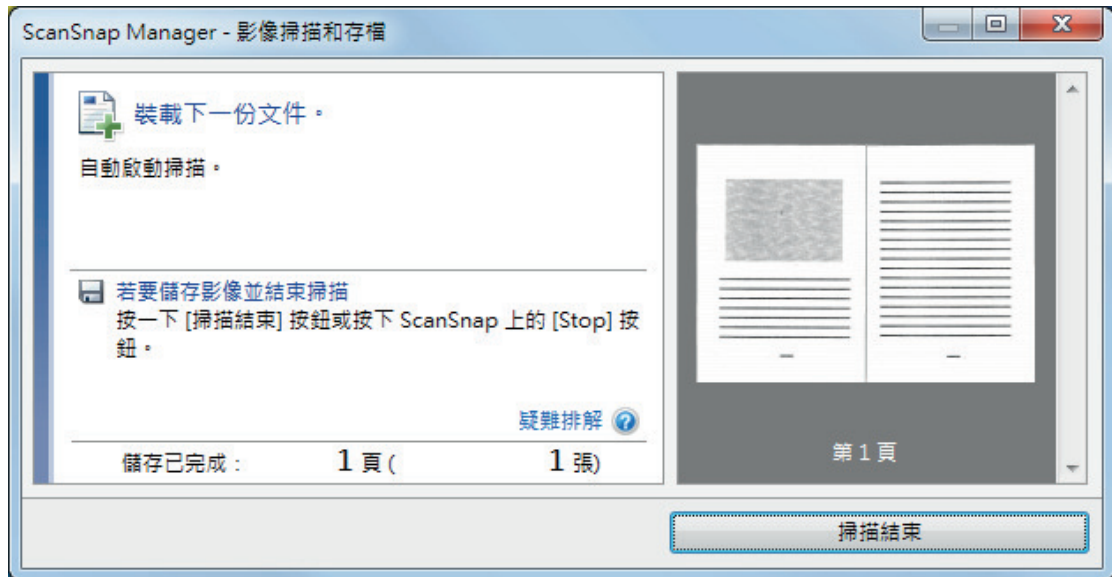 ScanSnap Manager - 影像掃描和存檔
裝載下一份文件。
自動啟動掃描。
若要儲存影像並結束掃描
按一下 [掃描結束] 按鈕或按下 ScanSnap 上的 [Stop] 按
鈕。
疑難排解
儲存已完成： 1 頁 ( 1 張)
第 1 頁
掃描結束